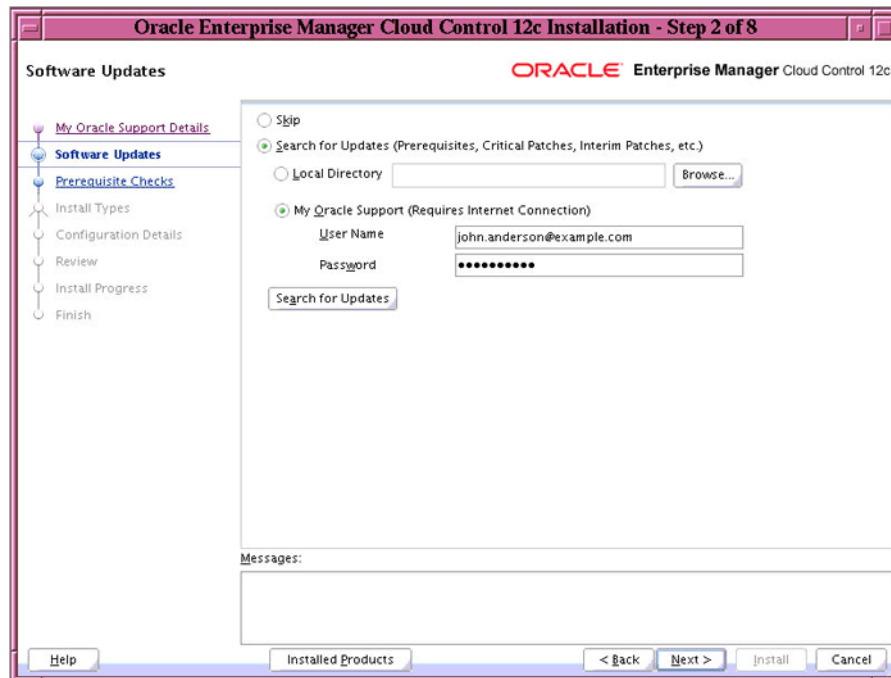 Oracle Enterprise Manager Cloud Control 12c Installation - Step 2 of 8
Software Updates
ORACLE Enterprise Manager Cloud Control 12c
My Oracle Support Details
Software Updates
Prerequisite Checks
Install Types
Configuration Details
Review
Install Progress
Finish
Skip
Search for Updates (Prerequisites, Critical Patches, Interim Patches, etc.)
Local Directory
Browse...
My Oracle Support (Requires Internet Connection)
User Name
john.anderson@example.com
Password
●●●●●●●●●●
Search for Updates
Messages:
Help
Installed Products
< Back
Next >
Install
Cancel